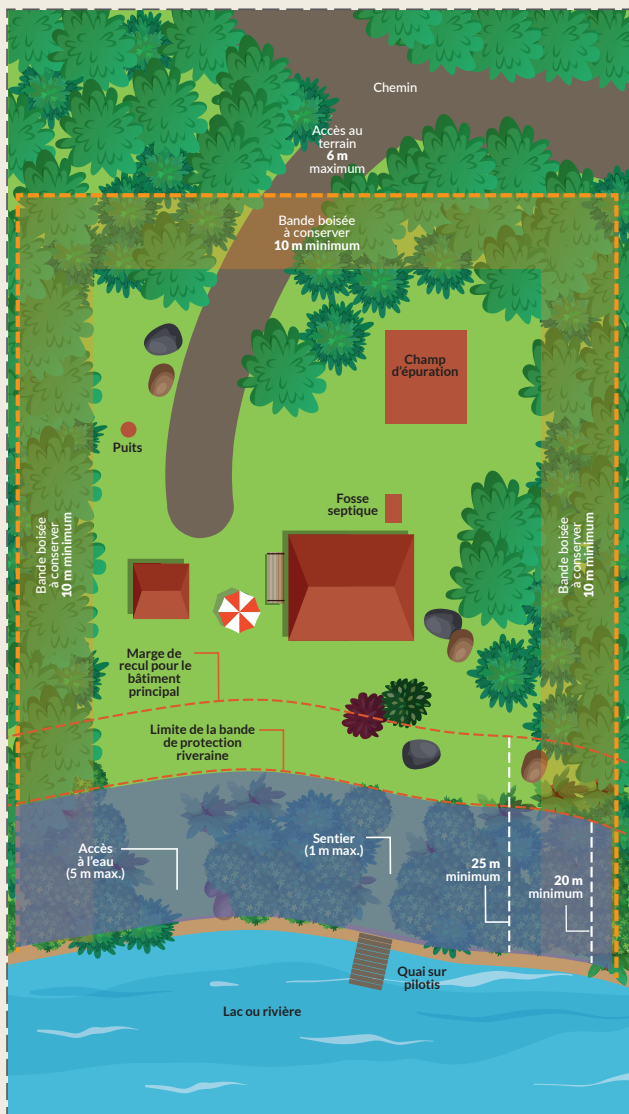 Chemin
Accès au
terrain
6 m
maximum
Bande boisée
à conserver
10 m minimum
Champ
d'épuration
Puits
Fosse
septique
Bande boisée
à conserver
10 m minimum
Bande boisée
à conserver
10 m minimum
Marge de
recul pour le
bâtiment
principal
Limite de la bande
de protection
riveraine
Accès
à l'eau
(5 m max.)
Sentier
(1 m max.)
25 m
minimum
20 m
minimum
Quai sur
pilotis
Lac ou rivière